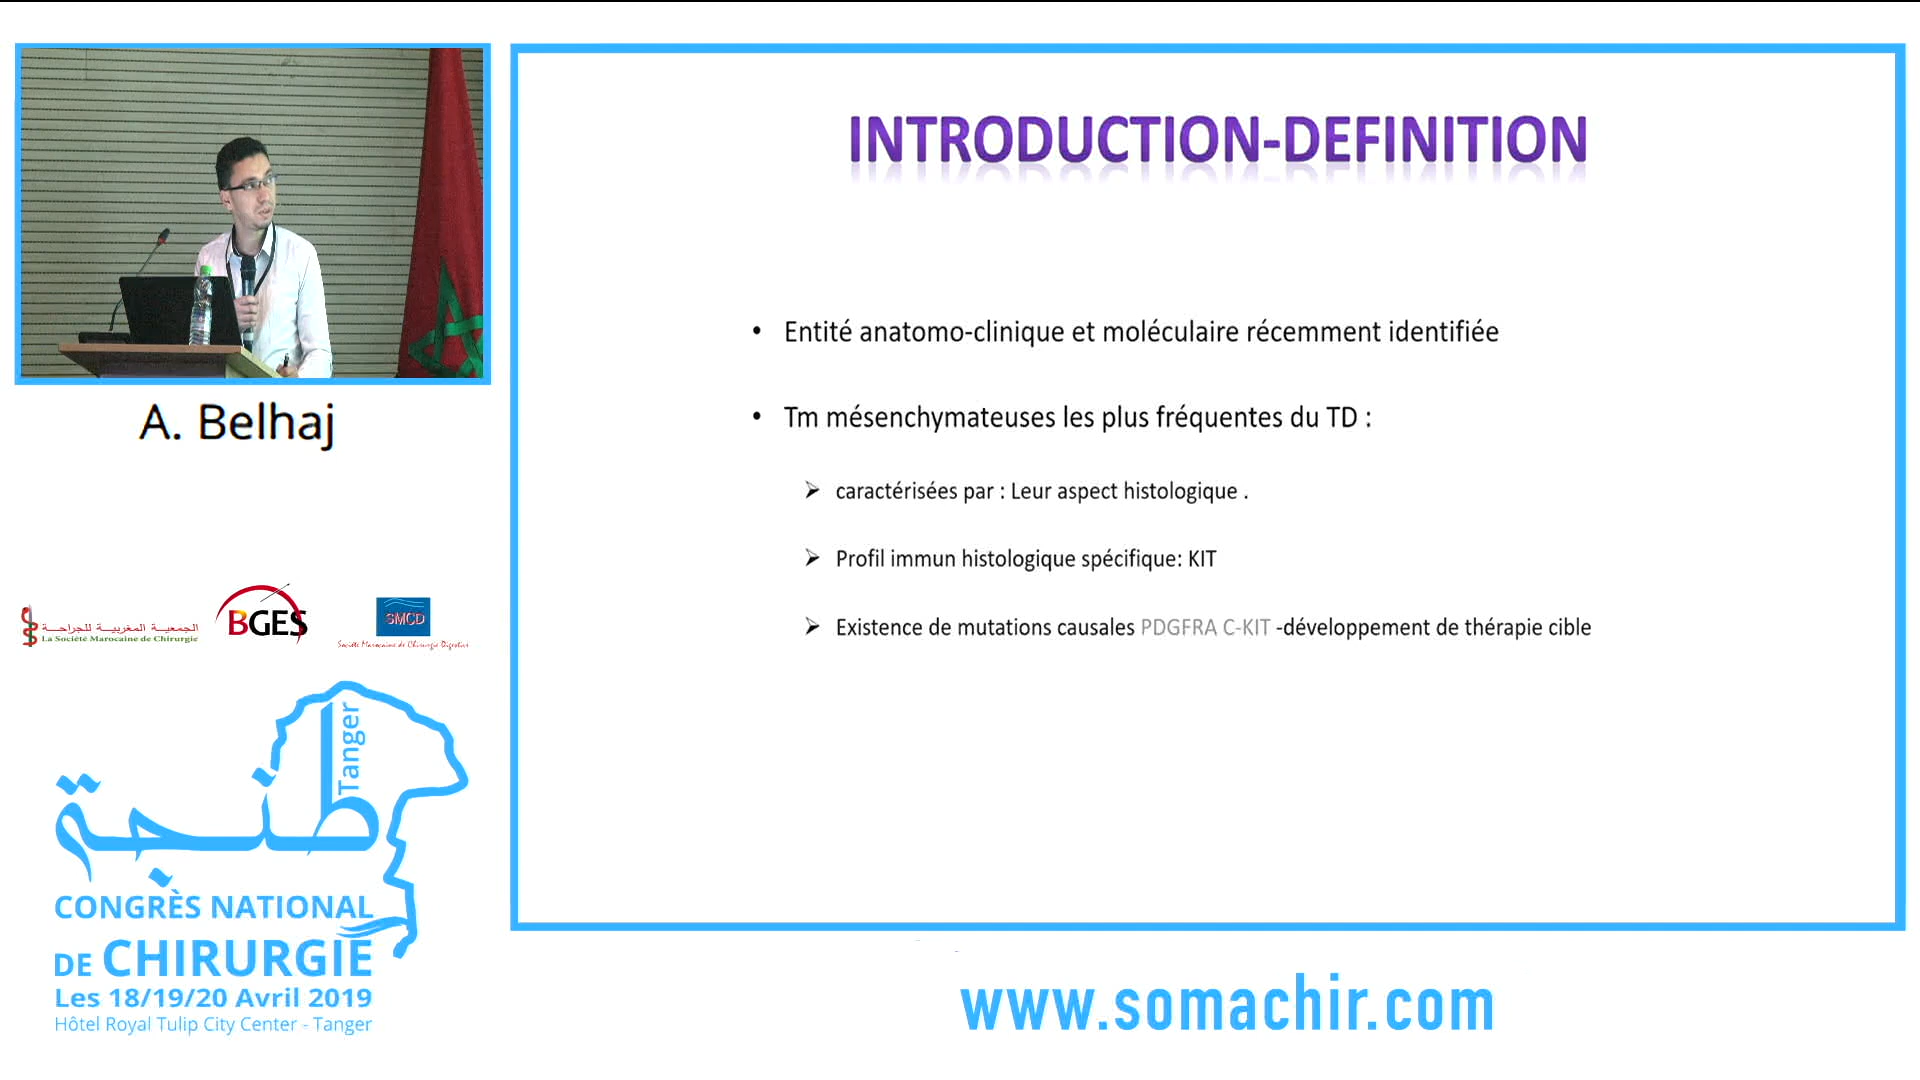 INTRODUCTION-DEFINITION
• Entité anatomo-clinique et moléculaire récemment identifiée
• Tm mésenchymateuses les plus fréquentes du TD :
➢ caractérisées par : Leur aspect histologique .
➢ Profil immun histologique spécifique: KIT
➢ Existence de mutations causales PDGFRA C-KIT -développement de thérapie cible
A. Belhaj
الجمعية المغربية للجراحة
La Société Marocaine de Chirurgie
BGES
SMCD
Société Marocaine de Chirurgie Digestive
Tanger
طنجة
CONGRÈS NATIONAL
DE CHIRURGIE
Les 18/19/20 Avril 2019
Hôtel Royal Tulip City Center - Tanger
www.somachir.com